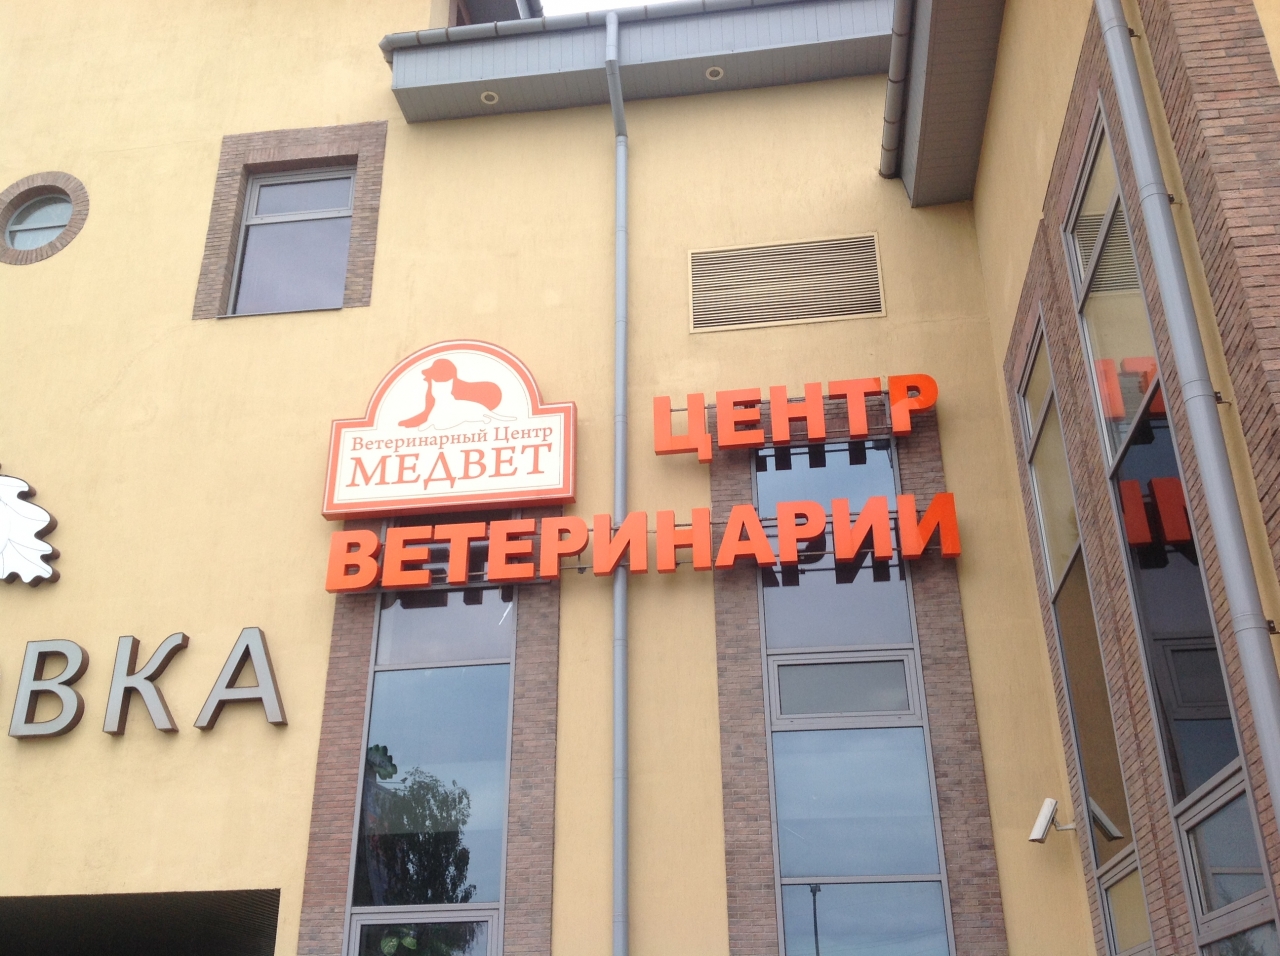 Ветеринарный Центр
МЕДВЕТ
ЦЕНТР
ВЕТЕРИНАРИИ
ВКА